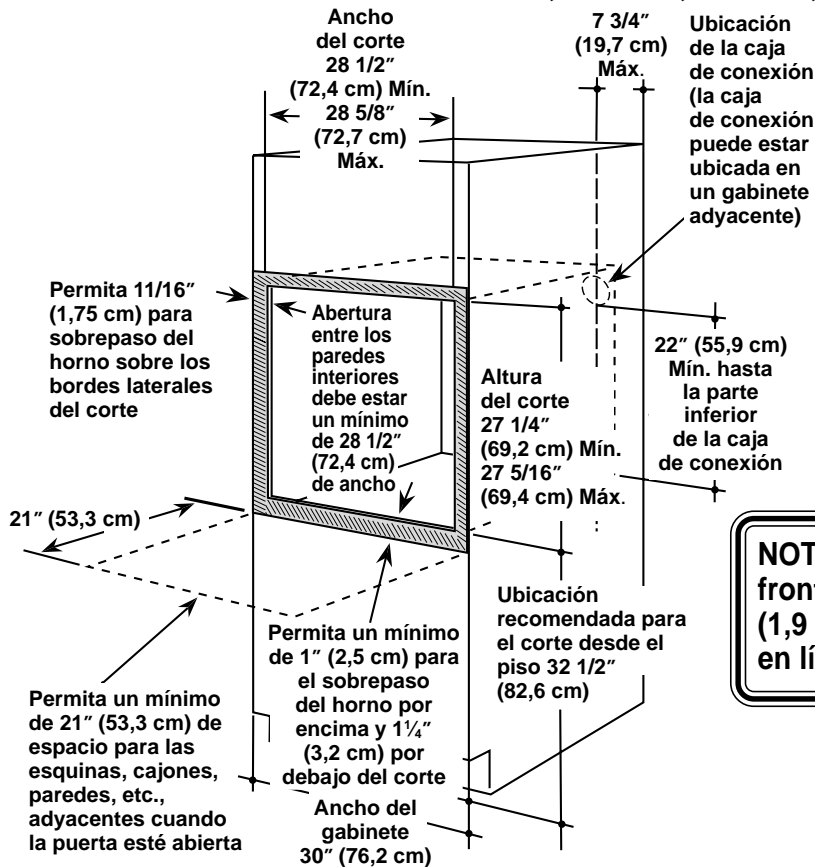 Ancho
del corte
28 1/2″
(72,4 cm) Mín.
28 5/8″
(72,7 cm)
Máx.
7 3/4″
(19,7 cm)
Máx.
Ubicación
de la caja
de conexión
(la caja
de conexión
puede estar
ubicada en
un gabinete
adyacente)
Permita 11/16″
(1,75 cm) para
sobrepaso del
horno sobre los
bordes laterales
del corte
Abertura
entre los
paredes
interiores
debe estar
un mínimo
de 28 1/2″
(72,4 cm)
de ancho
Altura
del corte
27 1/4″
(69,2 cm) Mín.
27 5/16″
(69,4 cm) Máx.
22″ (55,9 cm)
Mín. hasta
la parte
inferior
de la caja
de conexión
21″ (53,3 cm)
NOT
front
(1,9
en lí
Ubicación
recomendada para
el corte desde el
piso 32 1/2″
(82,6 cm)
Permita un mínimo
de 1″ (2,5 cm) para
el sobrepaso
del horno por
encima y 1¼″
(3,2 cm) por
debajo del corte
Permita un mínimo
de 21″ (53,3 cm) de
espacio para las
esquinas, cajones,
paredes, etc.,
adyacentes cuando
la puerta esté abierta
Ancho del
gabinete
30″ (76,2 cm)